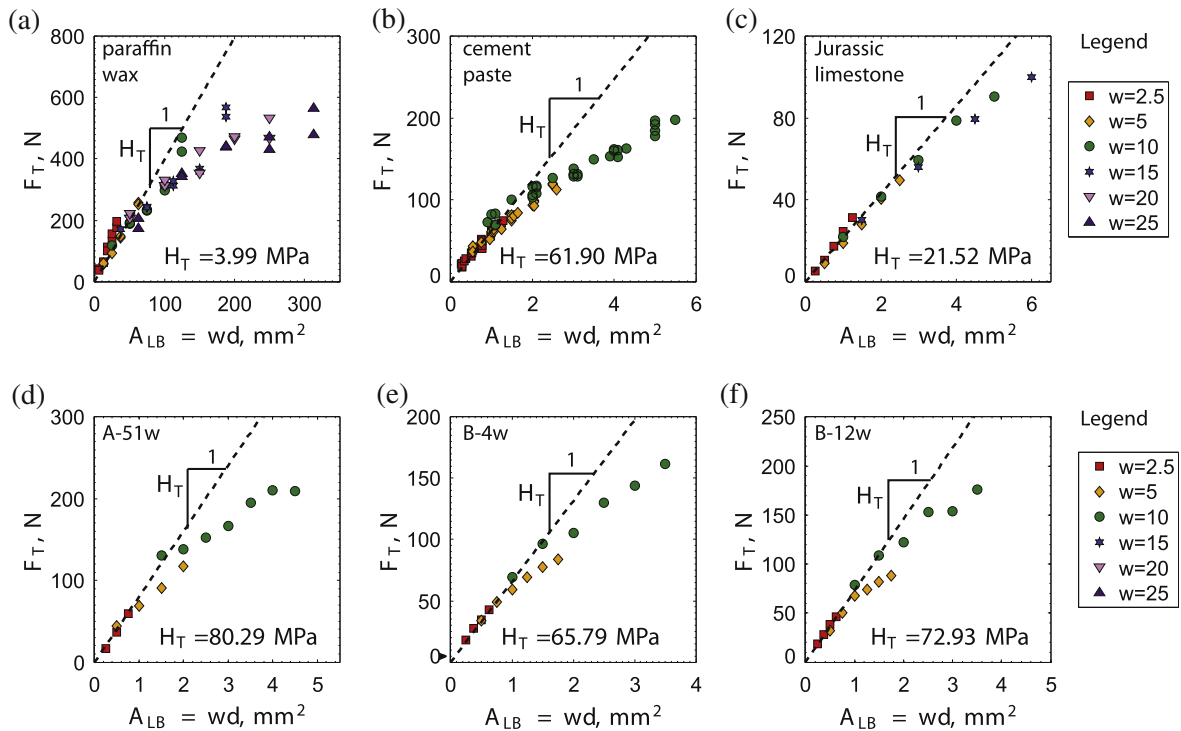 (a)
paraffin
wax
800
600
400
200
0
F_T, N
1
H_T
H_T =3.99 MPa
0 100 200 300
A_LB = wd, mm²
(b)
cement
paste
300
200
100
0
F_T, N
1
H_T
H_T =61.90 MPa
0 2 4 6
A_LB = wd, mm²
(c)
Jurassic
limestone
120
80
40
0
F_T, N
1
H_T
H_T =21.52 MPa
0 2 4 6
A_LB = wd, mm²
Legend
w=2.5
w=5
w=10
w=15
w=20
w=25
(d)
A-51w
300
200
100
0
F_T, N
1
H_T
H_T =80.29 MPa
0 1 2 3 4 5
A_LB = wd, mm²
(e)
B-4w
200
150
100
50
0
F_T, N
1
H_T
H_T =65.79 MPa
0 1 2 3 4
A_LB = wd, mm²
(f)
B-12w
250
200
150
100
50
0
F_T, N
1
H_T
H_T =72.93 MPa
0 1 2 3 4 5
A_LB = wd, mm²
Legend
w=2.5
w=5
w=10
w=15
w=20
w=25